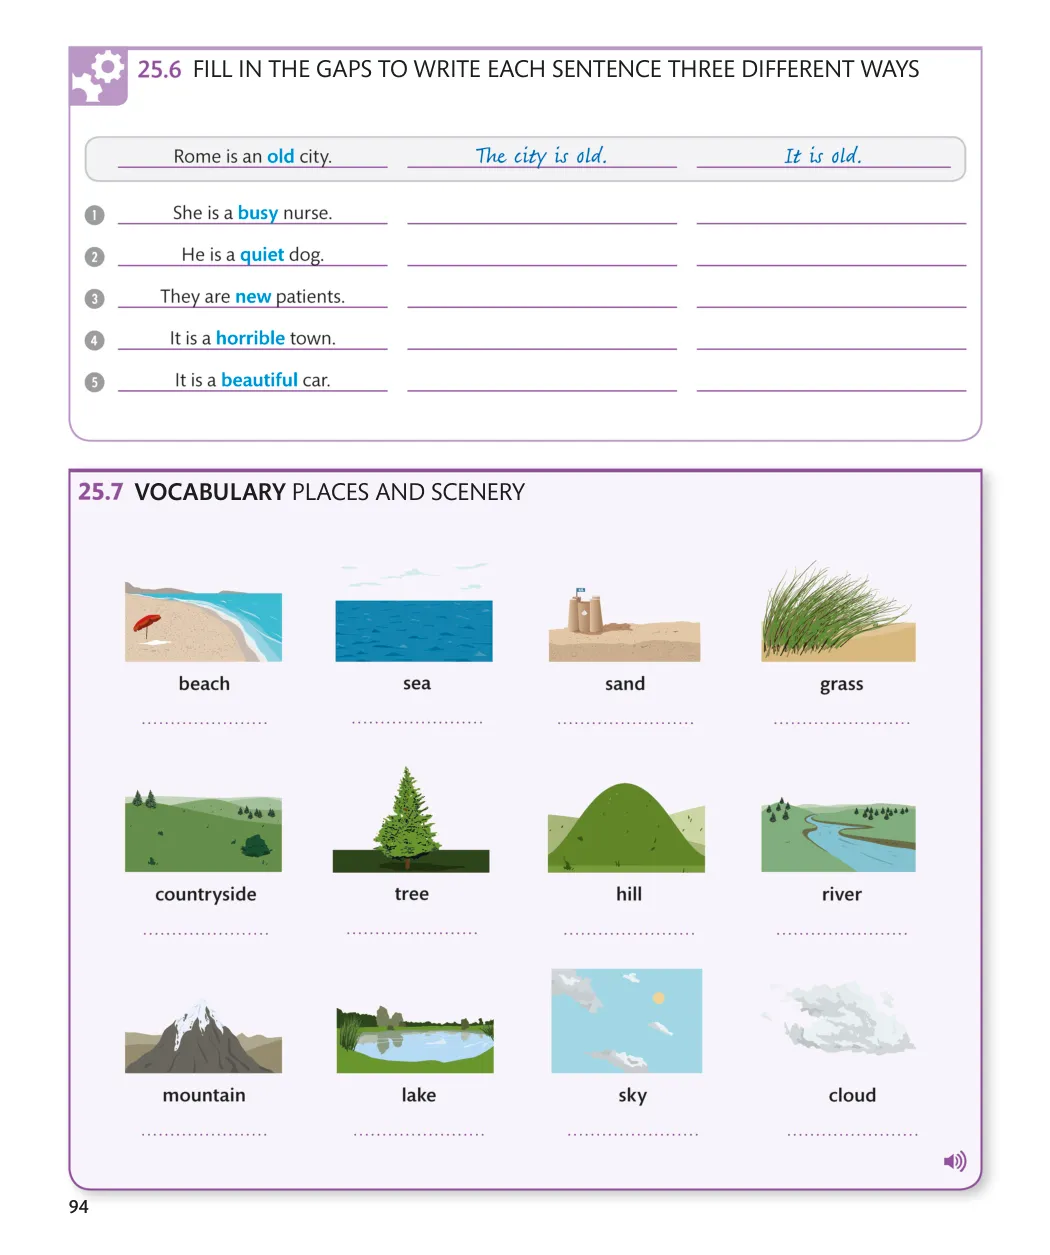 25.6 FILL IN THE GAPS TO WRITE EACH SENTENCE THREE DIFFERENT WAYS
Rome is an old city. The city is old. It is old.
1 She is a busy nurse.
2 He is a quiet dog.
3 They are new patients.
4 It is a horrible town.
5 It is a beautiful car.
25.7 VOCABULARY PLACES AND SCENERY
beach sea sand grass
countryside tree hill river
mountain lake sky cloud
94